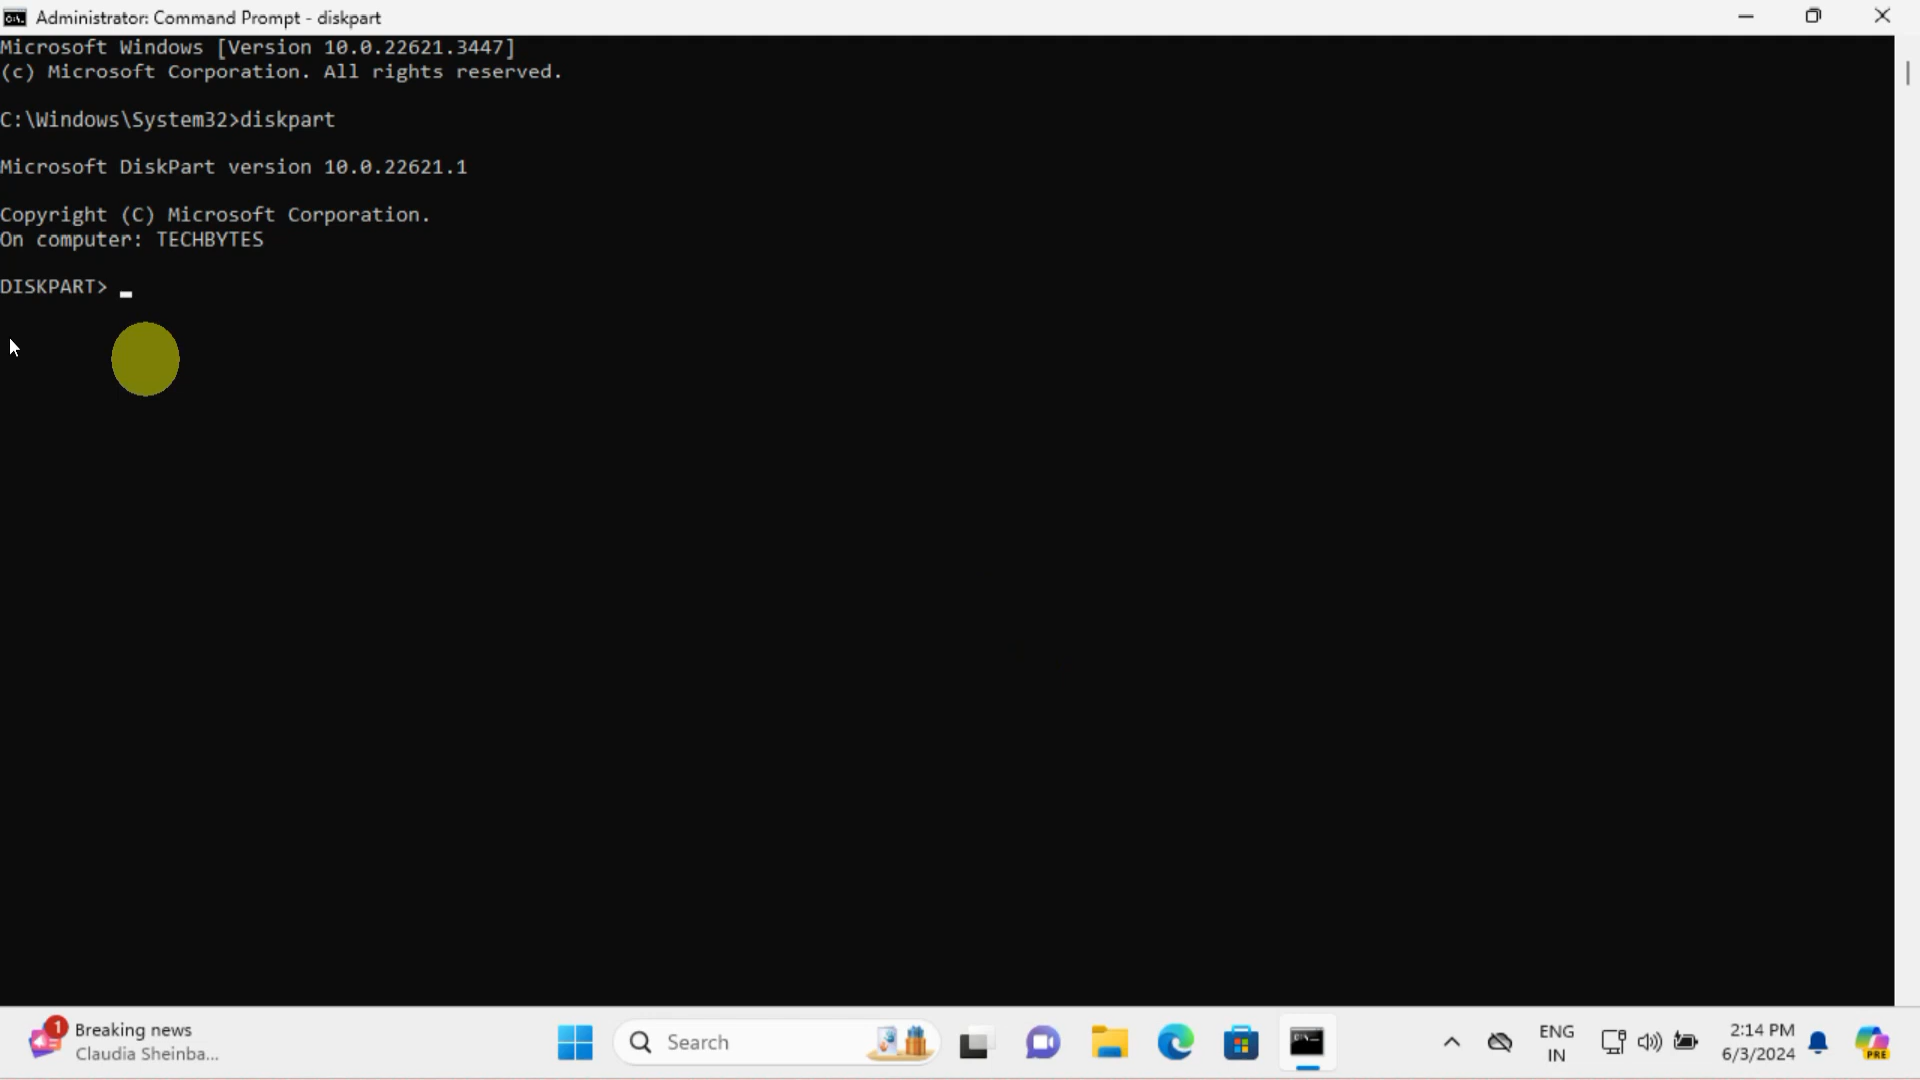 Administrator: Command Prompt - diskpart
Microsoft Windows [Version 10.0.22621.3447]
(c) Microsoft Corporation. All rights reserved.
C:\Windows\System32>diskpart
Microsoft DiskPart version 10.0.22621.1
Copyright (C) Microsoft Corporation.
On computer: TECHBYTES
DISKPART>
1
Breaking news
Claudia Sheinba...
Search
ENG
IN
2:14 PM
6/3/2024
PRE